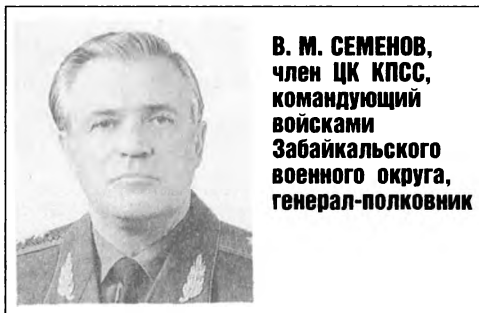 В. М. СЕМЕНОВ,
член ЦК КПСС,
командующий
войсками
Забайкальского
военного округа,
генерал-полковник